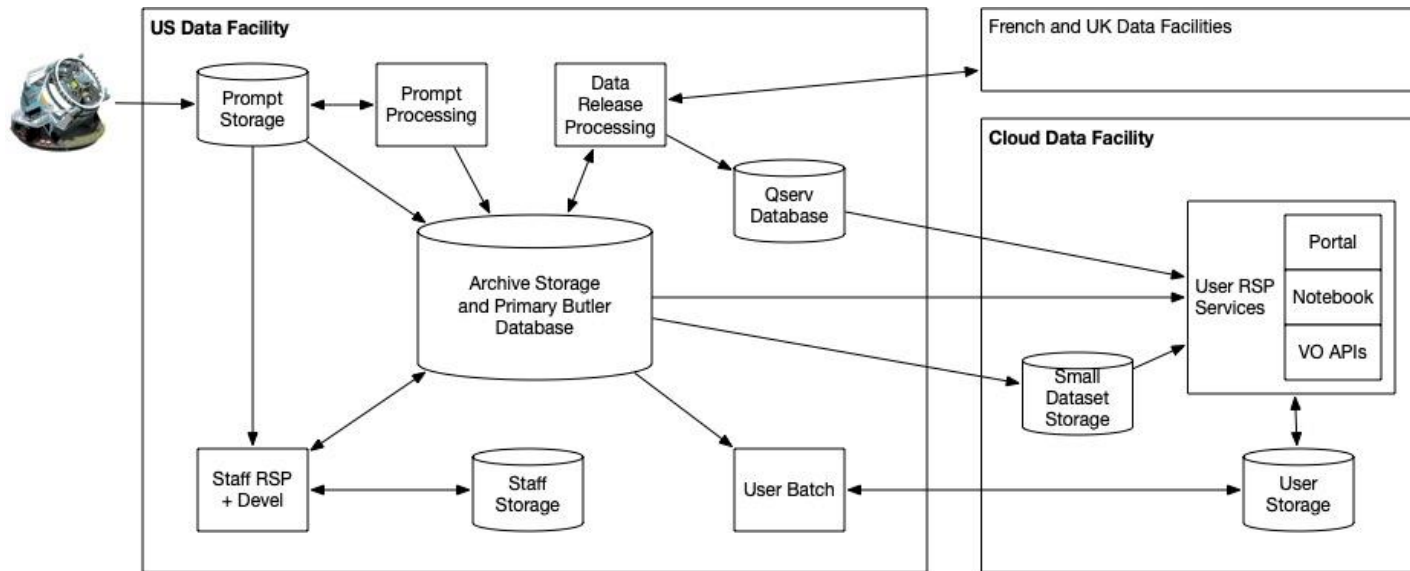 US Data Facility
French and UK Data Facilities
Prompt
Storage
Prompt
Processing
Data
Release
Processing
Cloud Data Facility
Qserv
Database
Portal
User RSP
Services
Notebook
VO APIs
Archive Storage
and Primary Butler
Database
Small
Dataset
Storage
Staff RSP
+ Devel
Staff
Storage
User Batch
User
Storage